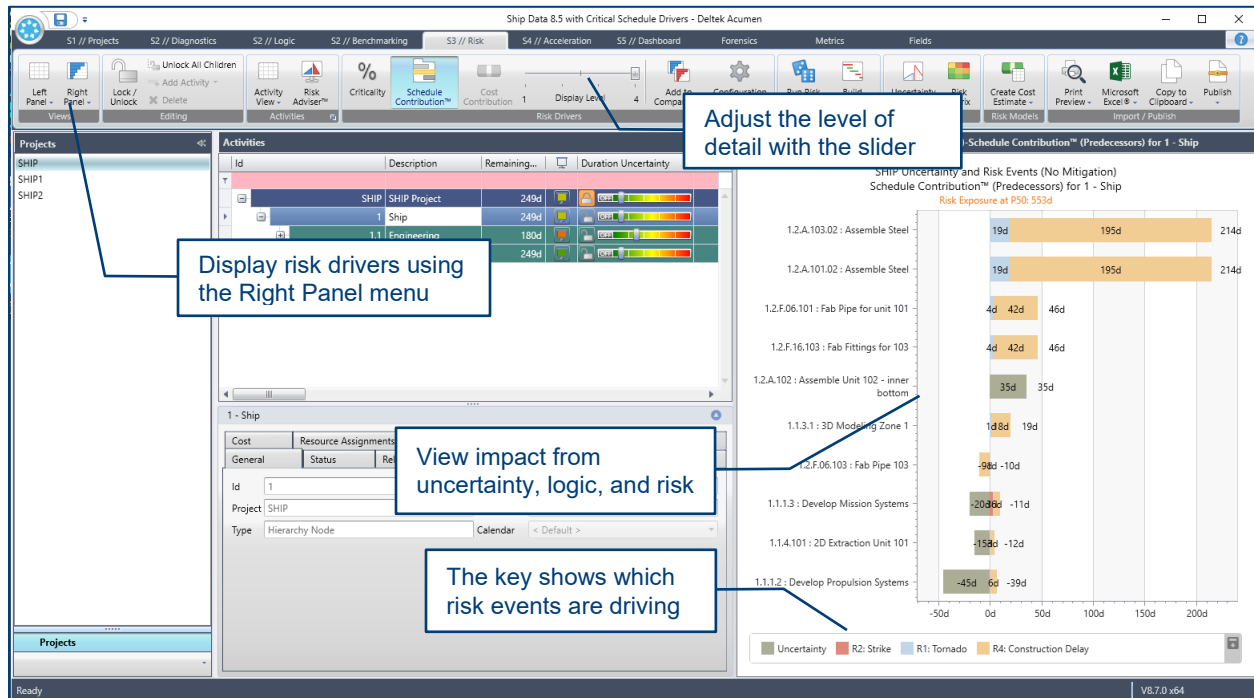 Ship Data 8.5 with Critical Schedule Drivers - Deltek Acumen
S1 // Projects S2 // Diagnostics S2 // Logic S2 // Benchmarking S3 // Risk S4 // Acceleration S5 // Dashboard Forensics Metrics Fields
Unlock All Children
Add Activity
Delete
Left Panel
Right Panel
Lock / Unlock
Activity View
Risk Adviser™
%
Criticality
Schedule Contribution™
Cost Contribution
1 Display Level 4
Create Cost Estimate
Print Preview
Microsoft Excel ®
Copy to Clipboard
Publish
Views Editing Activities Risk Drivers Risk Models Import / Publish
Adjust the level of
detail with the slider
Projects
SHIP
SHIP1
SHIP2
Activities
Id Description Remaining... Duration Uncertainty
SHIP SHIP Project 249d OFF
1 Ship OFF
1.1 Engineering 180d OFF
249d OFF
Display risk drivers using
the Right Panel menu
-Schedule Contribution™ (Predecessors) for 1 - Ship
SHIP Uncertainty and Risk Events (No Mitigation)
Schedule Contribution™ (Predecessors) for 1 - Ship
Risk Exposure at P50: 553d
1.2.A.103.02 : Assemble Steel 19d 195d 214d
1.2.A.101.02 : Assemble Steel 19d 195d 214d
1.2.F.06.101 : Fab Pipe for unit 101 4d 42d 46d
1.2.F.16.103 : Fab Fittings for 103 4d 42d 46d
1.2.A.102 : Assemble Unit 102 - inner
bottom 35d 35d
1.1.3.1 : 3D Modeling Zone 1 19d
1.2.F.06.103 : Fab Pipe 103 -10d
1.1.1.3 : Develop Mission Systems -20d -11d
1.1.4.101 : 2D Extraction Unit 101 -12d
1.1.1.2 : Develop Propulsion Systems -45d 6d -39d
-50d 0d 50d 100d 150d 200d
Uncertainty R2: Strike R1: Tornado R4: Construction Delay
1 - Ship
Cost Resource Assignments
General Status
Id 1
Project SHIP
Type Hierarchy Node Calendar < Default >
View impact from
uncertainty, logic, and risk
The key shows which
risk events are driving
Projects
Ready
V8.7.0 x64